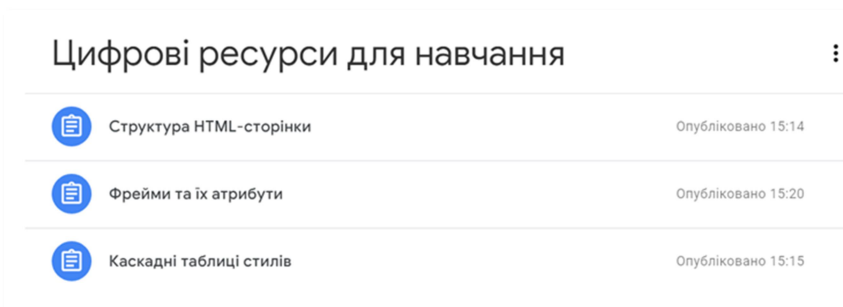 Цифрові ресурси для навчання
Структура HTML-сторінки Опубліковано 15:14
Фрейми та їх атрибути Опубліковано 15:20
Каскадні таблиці стилів Опубліковано 15:15